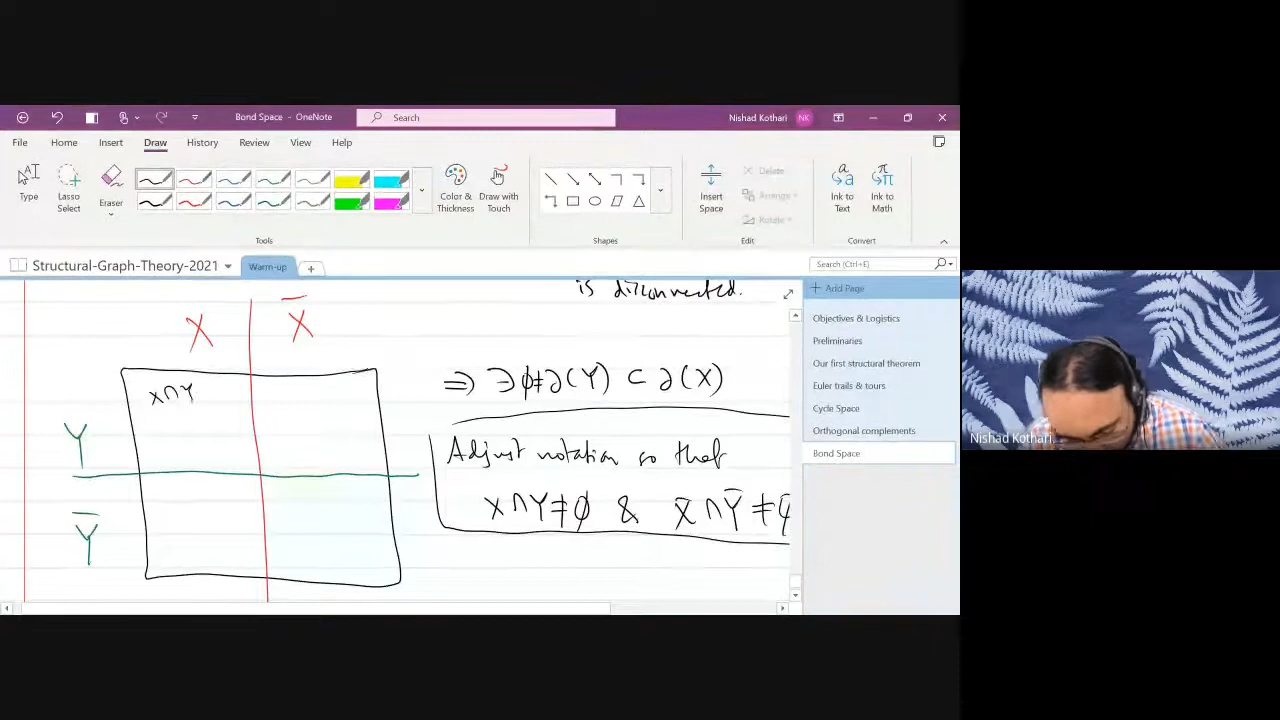 Bond Space - OneNote
Search
Nishad Kothari NK
File Home Insert Draw History Review View Help
Type
Lasso Select
Eraser
Color & Thickness
Draw with Touch
Insert Space
Delete
Arrange
Rotate
Ink to Text
Ink to Math
Tools
Shapes
Edit
Convert
Structural-Graph-Theory-2021
Warm-up
+
Search (Ctrl+E)
+ Add Page
Objectives & Logistics
Preliminaries
Our first structural theorem
Euler trails & tours
Cycle Space
Orthogonal complements
Bond Space
is disconnected.
X X̅
X∩Y
Y
Y̅
⇒ ∃ ∅≠∂(Y) ⊂ ∂(X)
Adjust notation so that
X∩Y≠∅ & X̅∩Y̅≠∅
Nishad Kothari